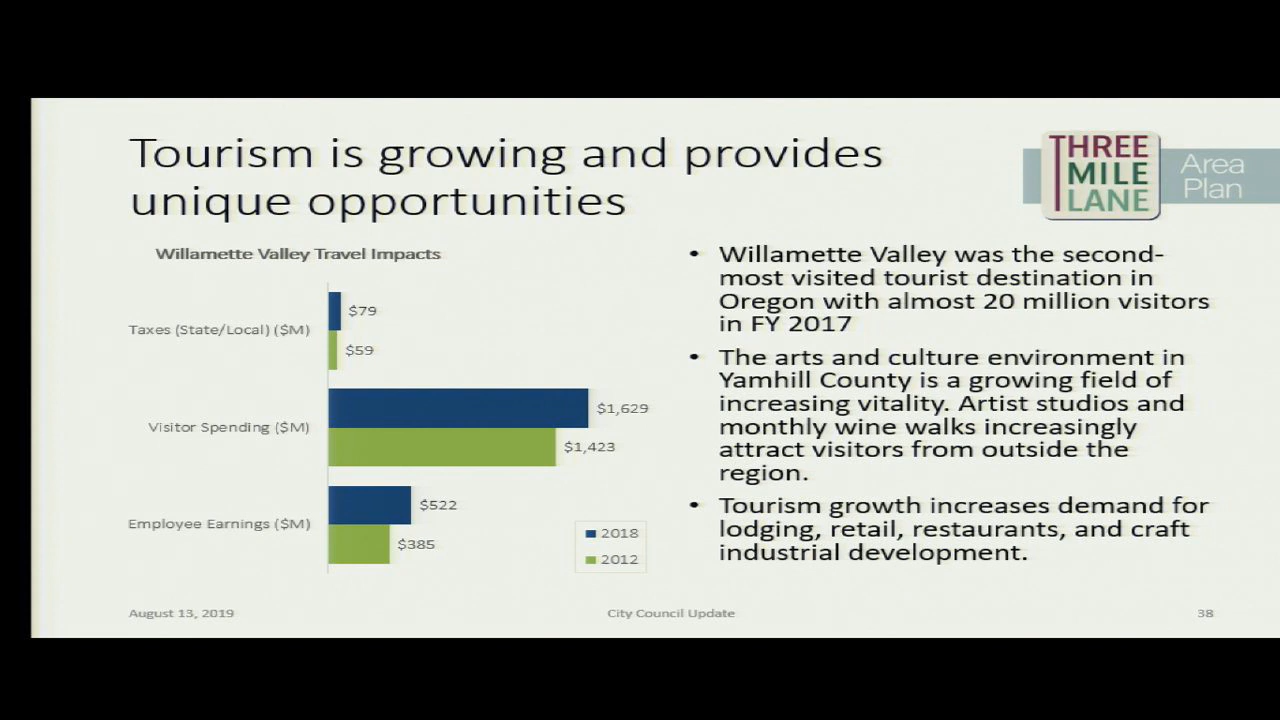 Tourism is growing and provides
unique opportunities
THREE
MILE
LANE
Area
Plan
Willamette Valley Travel Impacts
Taxes (State/Local) ($M)
$79
$59
Visitor Spending ($M)
$1,629
$1,423
Employee Earnings ($M)
$522
$385
2018
2012
• Willamette Valley was the second-
most visited tourist destination in
Oregon with almost 20 million visitors
in FY 2017
• The arts and culture environment in
Yamhill County is a growing field of
increasing vitality. Artist studios and
monthly wine walks increasingly
attract visitors from outside the
region.
• Tourism growth increases demand for
lodging, retail, restaurants, and craft
industrial development.
August 13, 2019
City Council Update
38